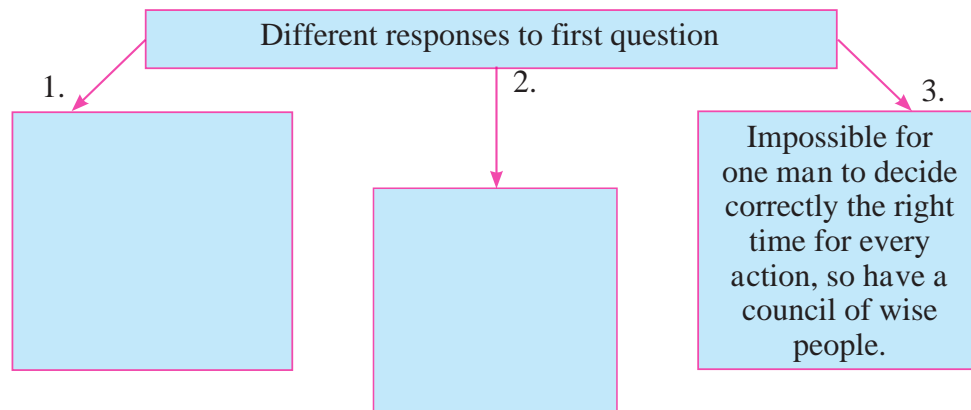 Different responses to first question
1.
2.
3.
Impossible for
one man to decide
correctly the right
time for every
action, so have a
council of wise
people.